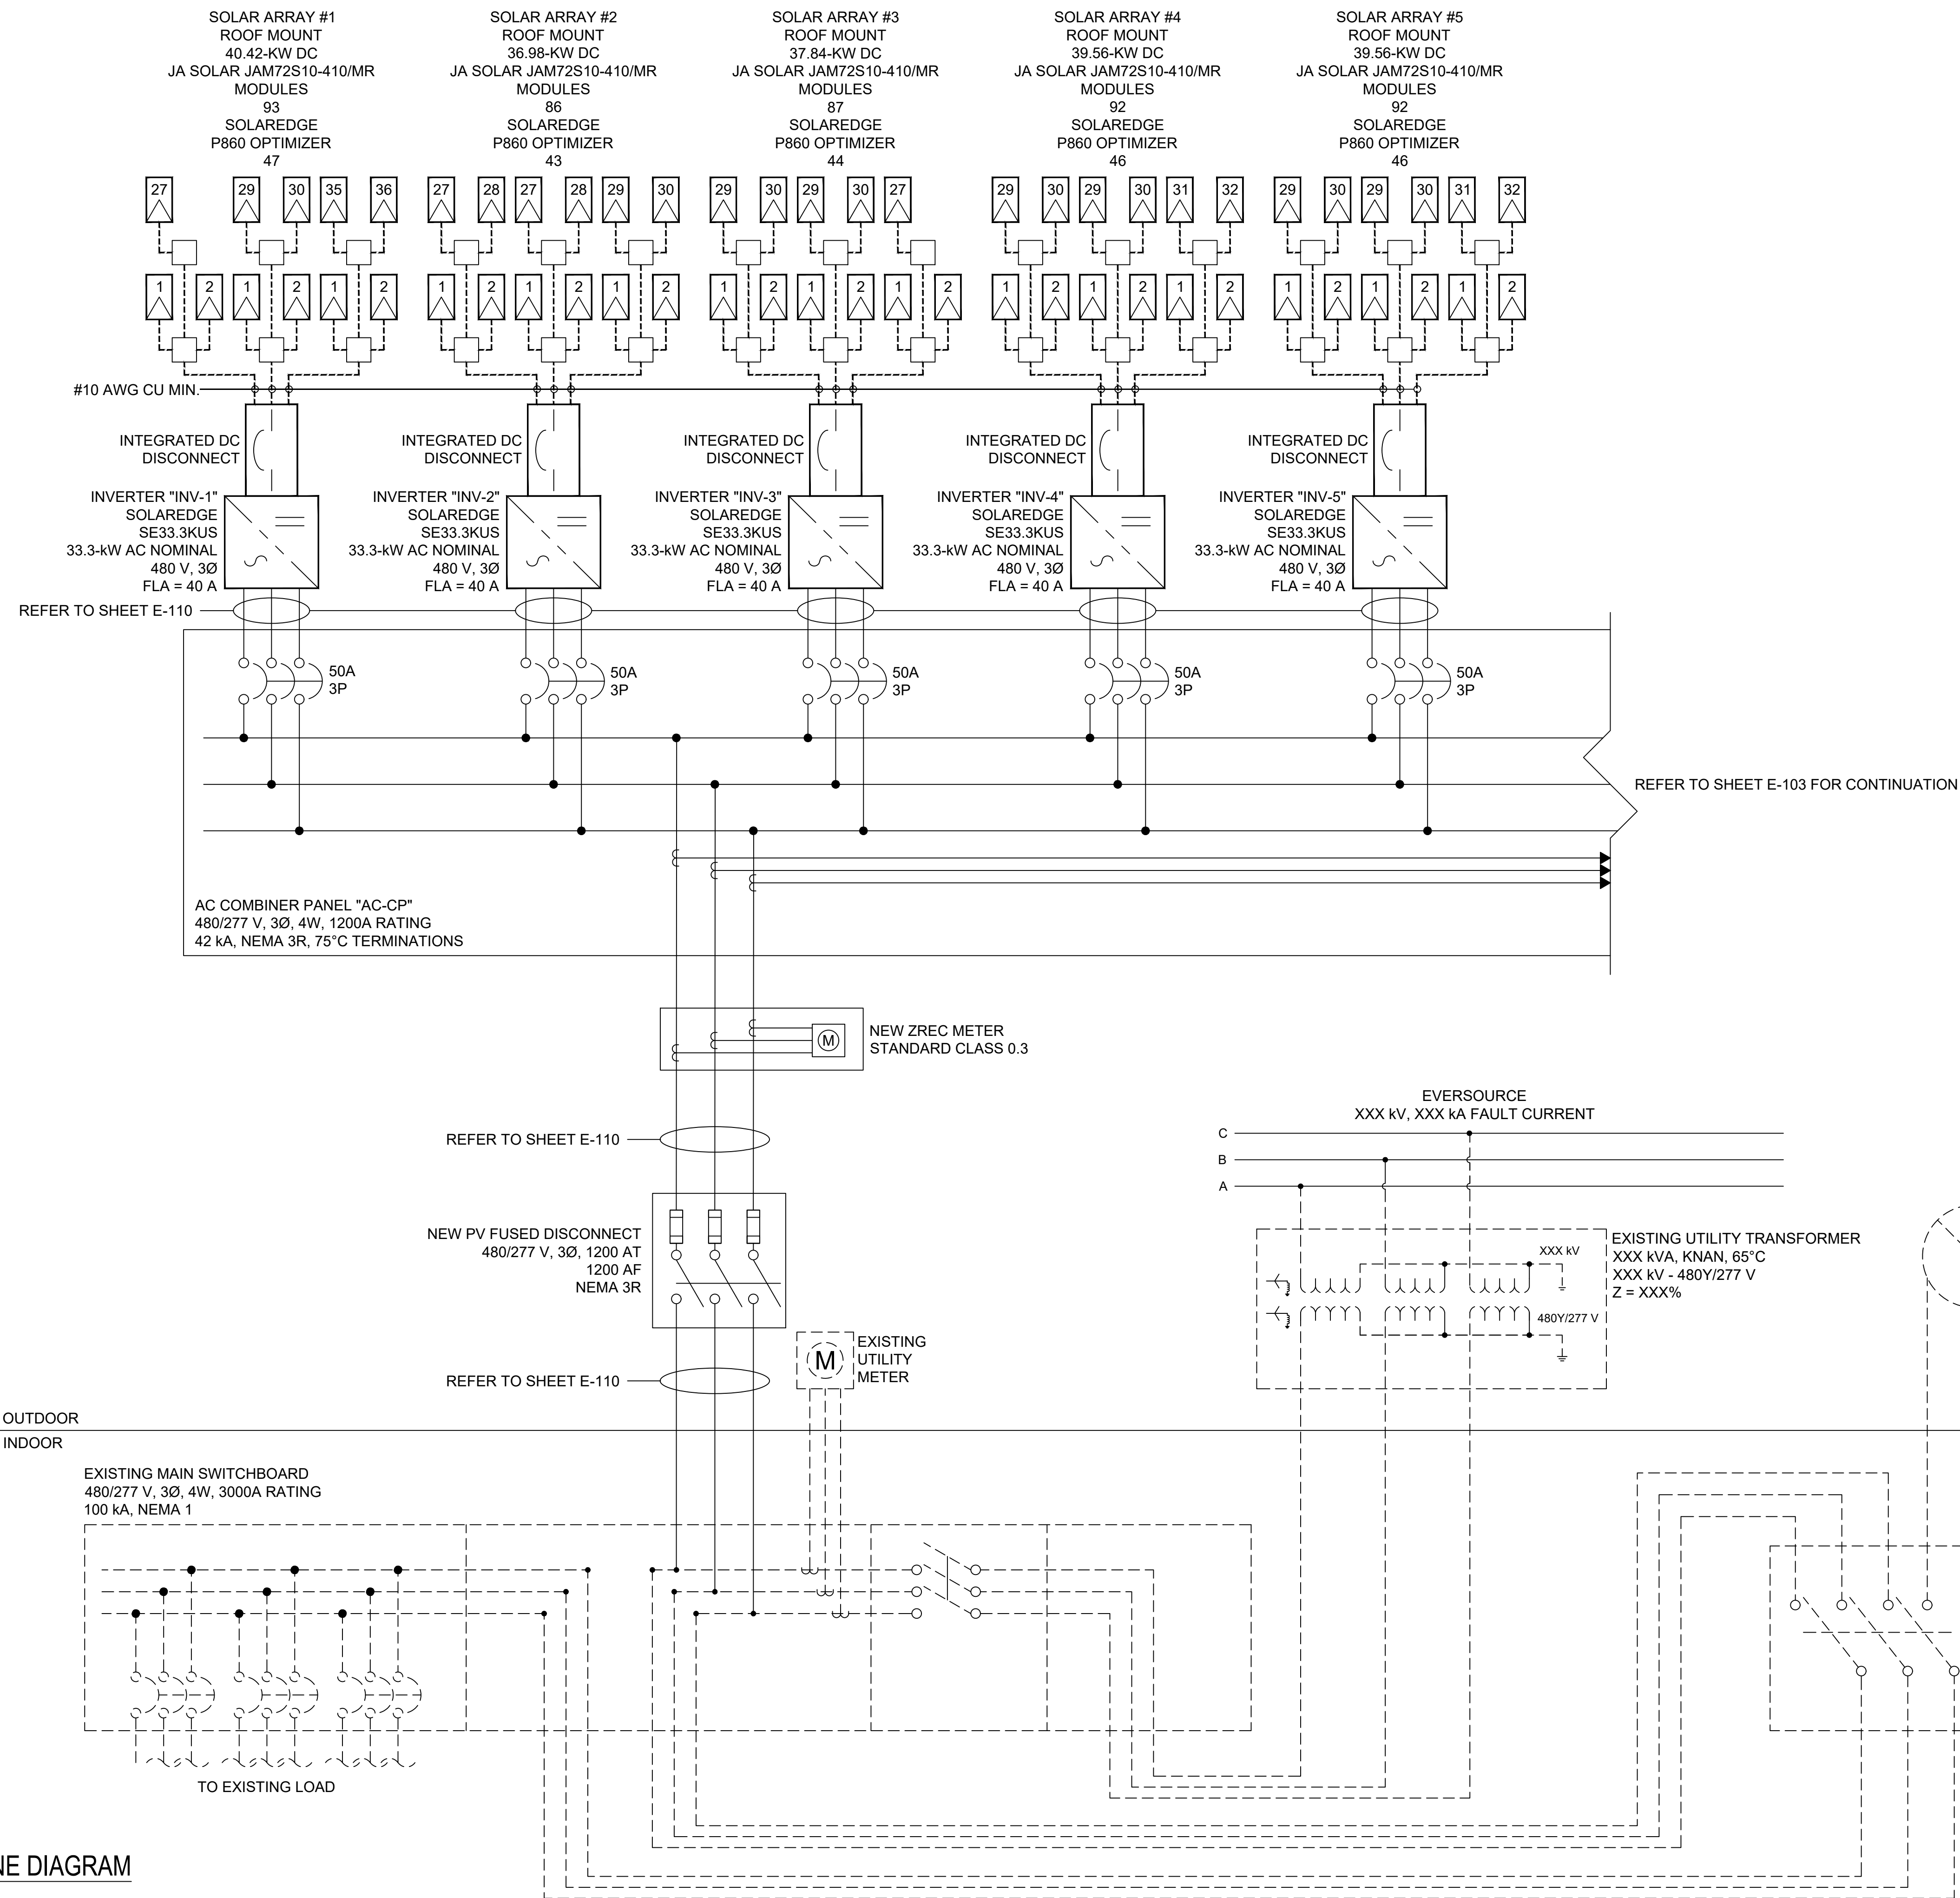 SOLAR ARRAY #1
ROOF MOUNT
40.42-KW DC
JA SOLAR JAM72S10-410/MR
MODULES
93
SOLAREDGE
P860 OPTIMIZER
47
SOLAR ARRAY #2
ROOF MOUNT
36.98-KW DC
JA SOLAR JAM72S10-410/MR
MODULES
86
SOLAREDGE
P860 OPTIMIZER
43
SOLAR ARRAY #3
ROOF MOUNT
37.84-KW DC
JA SOLAR JAM72S10-410/MR
MODULES
87
SOLAREDGE
P860 OPTIMIZER
44
SOLAR ARRAY #4
ROOF MOUNT
39.56-KW DC
JA SOLAR JAM72S10-410/MR
MODULES
92
SOLAREDGE
P860 OPTIMIZER
46
SOLAR ARRAY #5
ROOF MOUNT
39.56-KW DC
JA SOLAR JAM72S10-410/MR
MODULES
92
SOLAREDGE
P860 OPTIMIZER
46
27 29 30 35 36 27 28 27 28 29 30 29 30 29 30 27 29 30 29 30 31 32 29 30 29 30 31 32
1 2 1 2 1 2 1 2 1 2 1 2 1 2 1 2 1 2 1 2 1 2 1 2 1 2 1 2 1 2
#10 AWG CU MIN.
INTEGRATED DC
DISCONNECT
INTEGRATED DC
DISCONNECT
INTEGRATED DC
DISCONNECT
INTEGRATED DC
DISCONNECT
INTEGRATED DC
DISCONNECT
INVERTER "INV-1"
SOLAREDGE
SE33.3KUS
33.3-kW AC NOMINAL
480 V, 3Ø
FLA = 40 A
INVERTER "INV-2"
SOLAREDGE
SE33.3KUS
33.3-kW AC NOMINAL
480 V, 3Ø
FLA = 40 A
INVERTER "INV-3"
SOLAREDGE
SE33.3KUS
33.3-kW AC NOMINAL
480 V, 3Ø
FLA = 40 A
INVERTER "INV-4"
SOLAREDGE
SE33.3KUS
33.3-kW AC NOMINAL
480 V, 3Ø
FLA = 40 A
INVERTER "INV-5"
SOLAREDGE
SE33.3KUS
33.3-kW AC NOMINAL
480 V, 3Ø
FLA = 40 A
REFER TO SHEET E-110
50A
3P
50A
3P
50A
3P
50A
3P
50A
3P
REFER TO SHEET E-103 FOR CONTINUATION
AC COMBINER PANEL "AC-CP"
480/277 V, 3Ø, 4W, 1200A RATING
42 kA, NEMA 3R, 75°C TERMINATIONS
M
NEW ZREC METER
STANDARD CLASS 0.3
REFER TO SHEET E-110
EVERSOURCE
XXX kV, XXX kA FAULT CURRENT
C
B
A
NEW PV FUSED DISCONNECT
480/277 V, 3Ø, 1200 AT
1200 AF
NEMA 3R
XXX kV
480Y/277 V
EXISTING UTILITY TRANSFORMER
XXX kVA, KNAN, 65°C
XXX kV - 480Y/277 V
Z = XXX%
M
EXISTING
UTILITY
METER
REFER TO SHEET E-110
OUTDOOR
INDOOR
EXISTING MAIN SWITCHBOARD
480/277 V, 3Ø, 4W, 3000A RATING
100 kA, NEMA 1
TO EXISTING LOAD
NE DIAGRAM